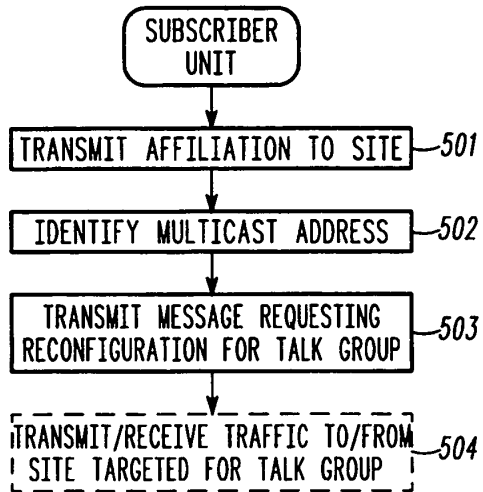 SUBSCRIBER
UNIT
TRANSMIT AFFILIATION TO SITE
501
IDENTIFY MULTICAST ADDRESS
502
TRANSMIT MESSAGE REQUESTING
RECONFIGURATION FOR TALK GROUP
503
TRANSMIT/RECEIVE TRAFFIC TO/FROM
SITE TARGETED FOR TALK GROUP
504